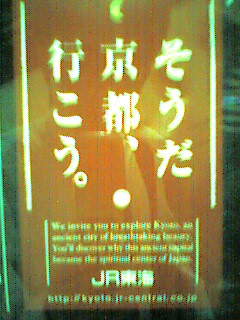 そうだ
京都、
行こう。
We invite you to explore Kyoto, an
ancient city of breathtaking beauty.
You'll discover why this ancient capital
became the spiritual center of Japan.
JR東海
http://kyoto.jr-central.co.jp